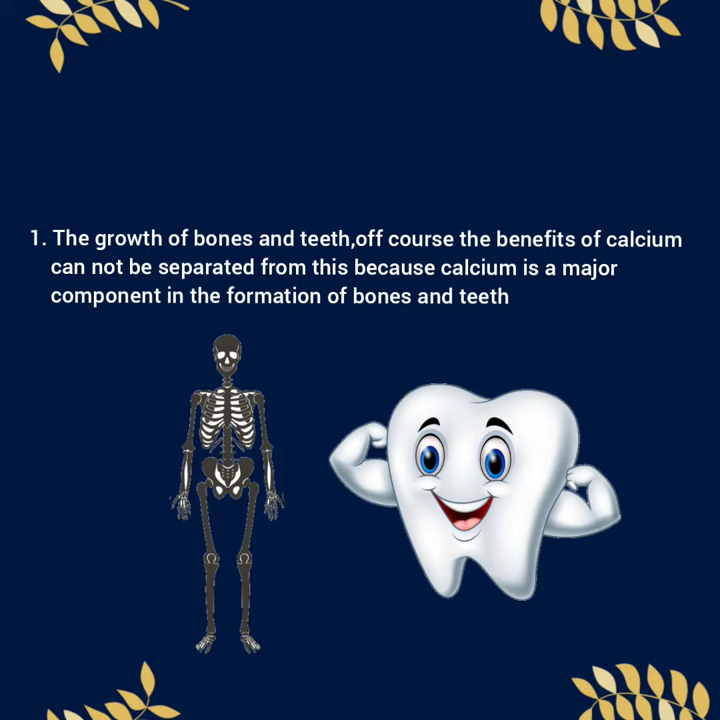 1. The growth of bones and teeth,off course the benefits of calcium
can not be separated from this because calcium is a major
component in the formation of bones and teeth